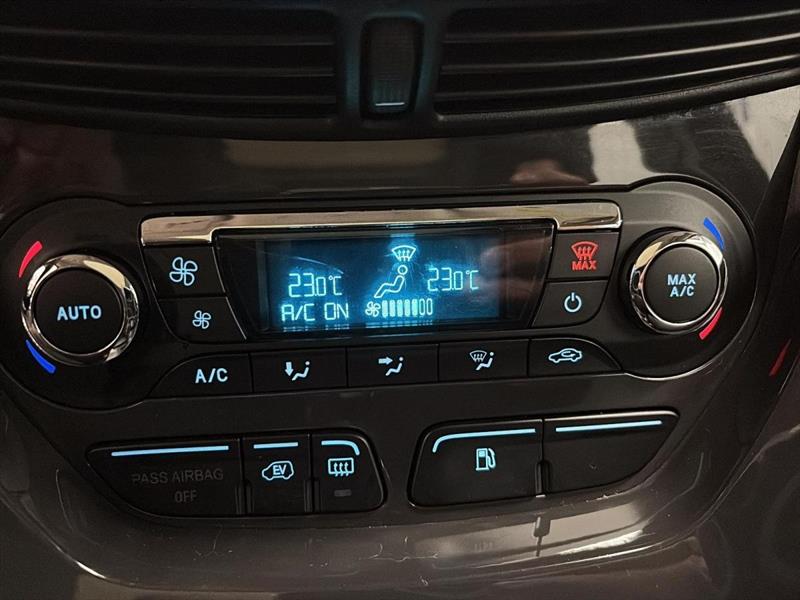 23.0°C
23.0°C
A/C ON
MAX
AUTO
MAX
A/C
A/C
PASS AIRBAG
OFF
EV